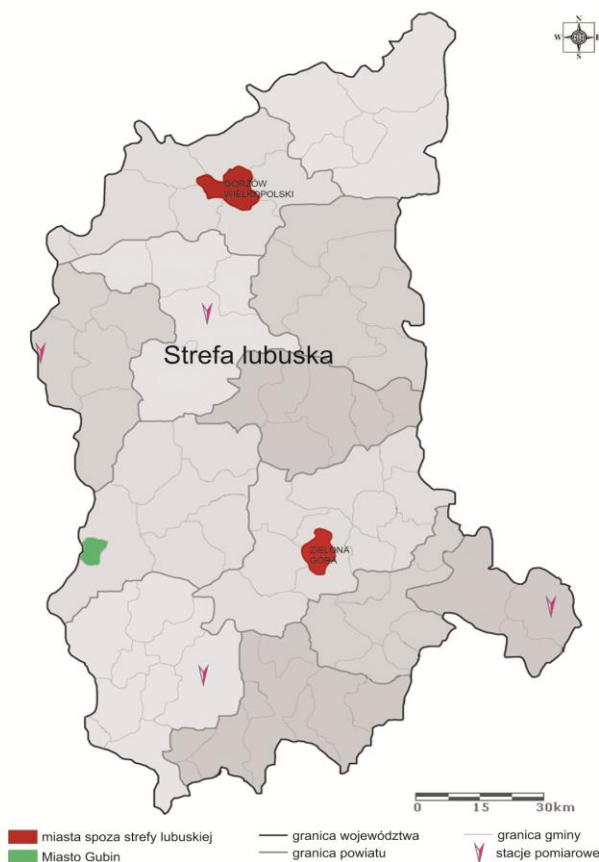 N
W E
S
GORZÓW
WIELKOPOLSKI
Strefa lubuska
ZIELONA
GÓRA
0 15 30km
miasta spoza strefy lubuskiej
granica województwa
granica gminy
Miasto Gubin
granica powiatu
stacje pomiarowe